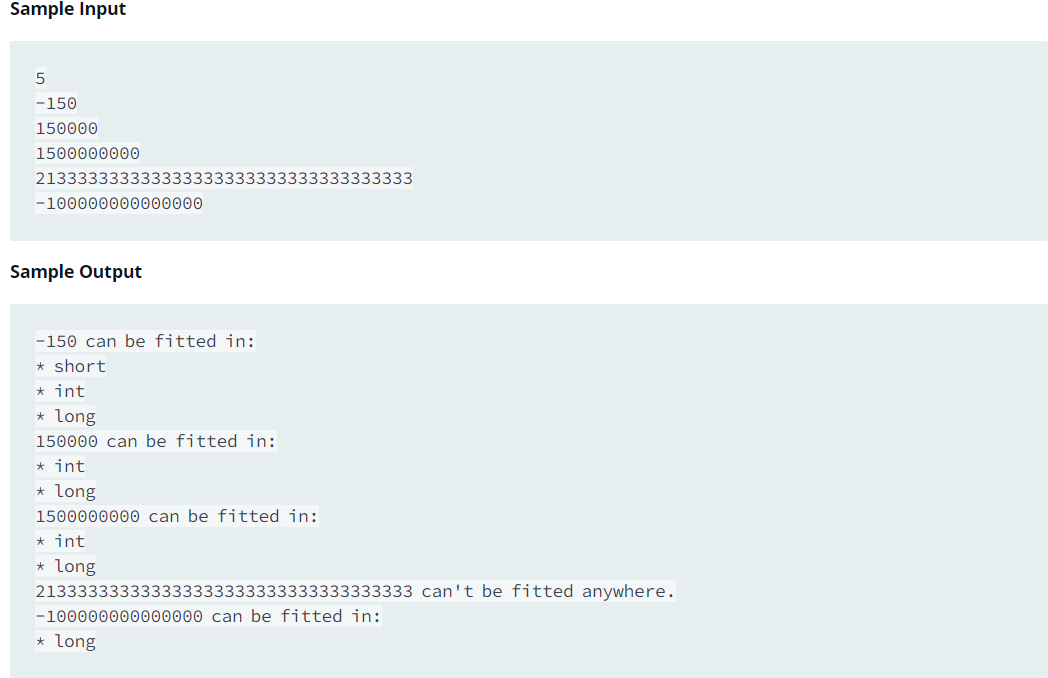 Sample Input
5
-150
150000
1500000000
213333333333333333333333333333333333
-100000000000000
Sample Output
-150 can be fitted in:
* short
* int
* long
150000 can be fitted in:
* int
* long
1500000000 can be fitted in:
* int
* long
213333333333333333333333333333333333 can't be fitted anywhere.
-100000000000000 can be fitted in:
* long